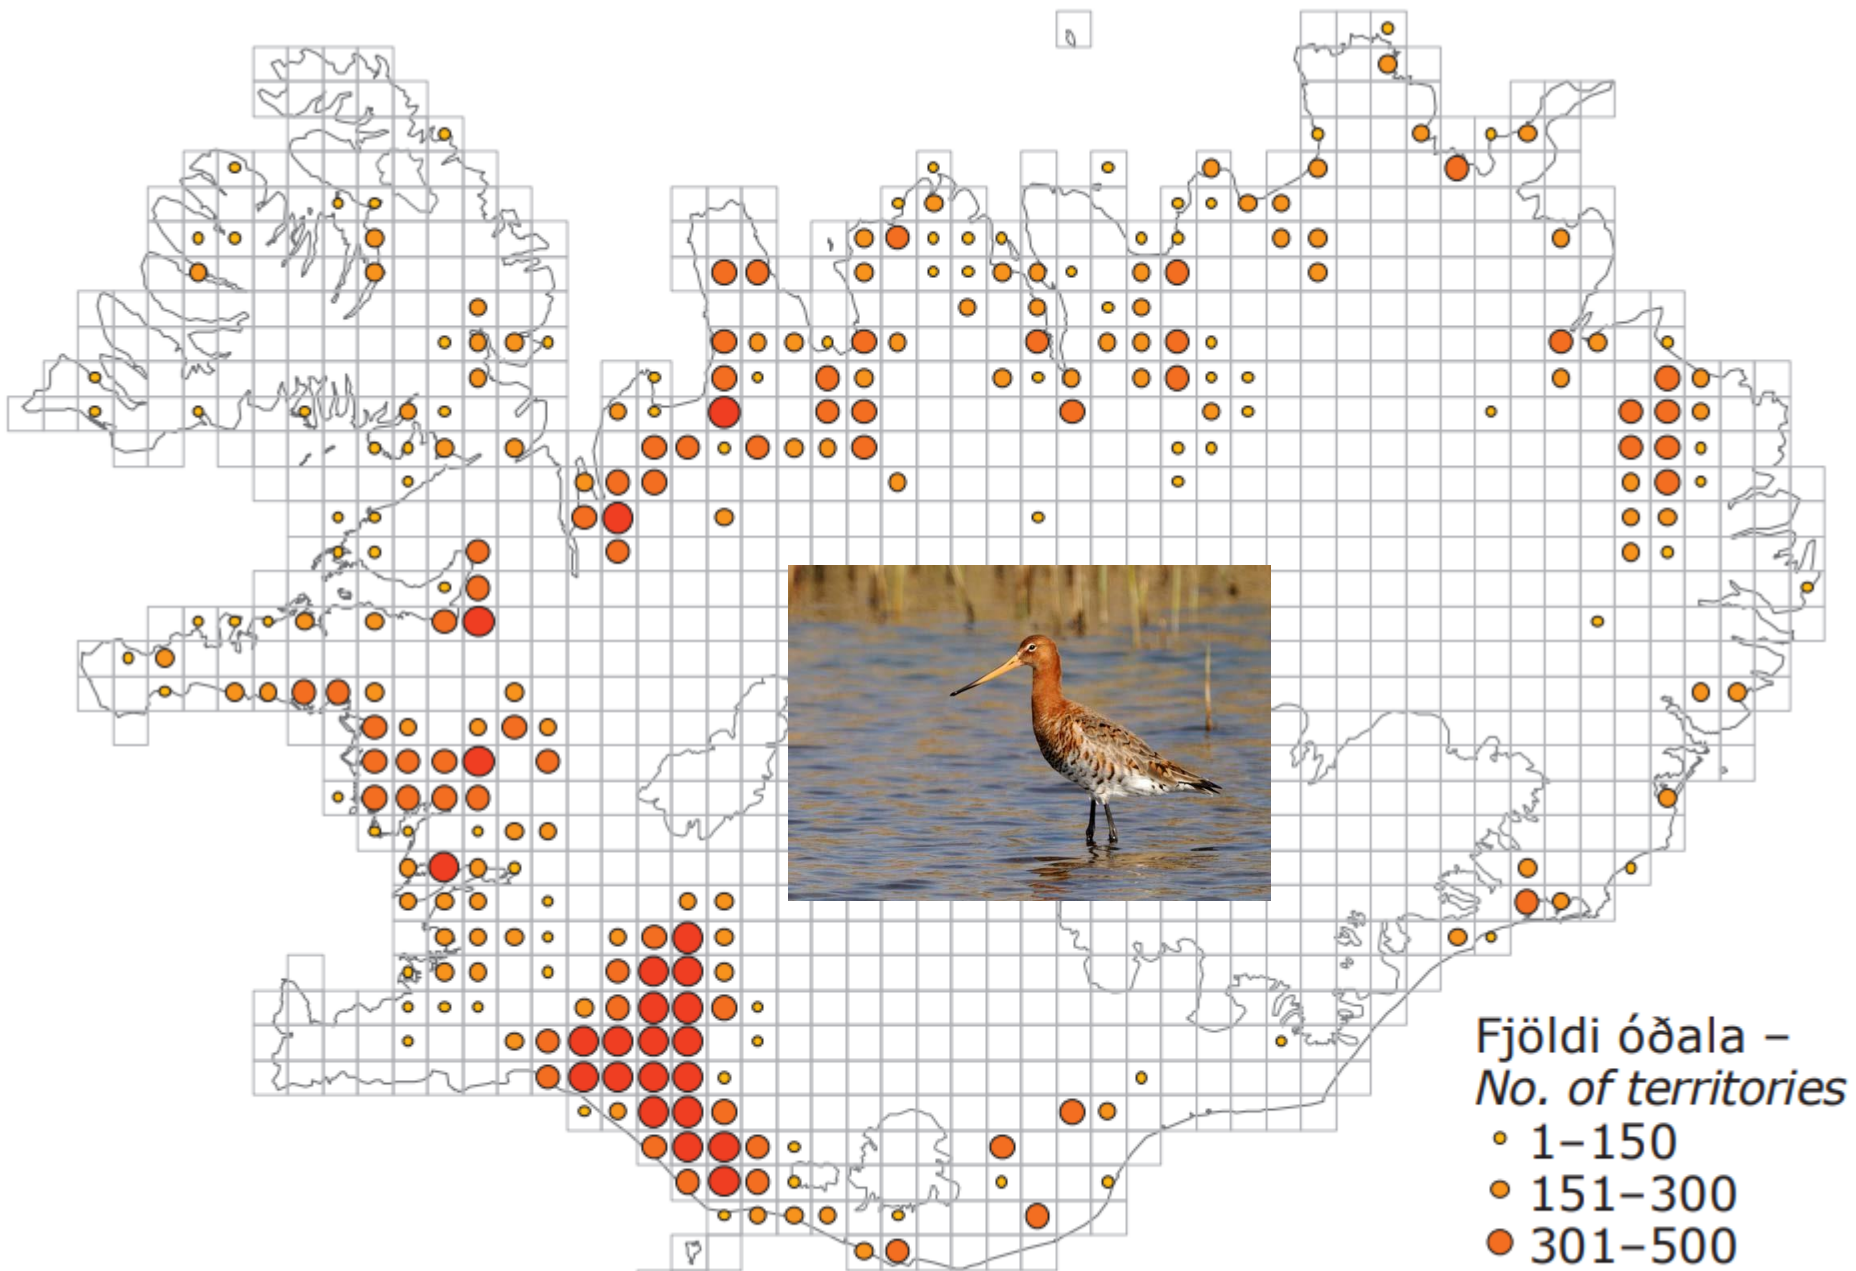 Fjöldi óðala –
No. of territories
1–150
151–300
301–500